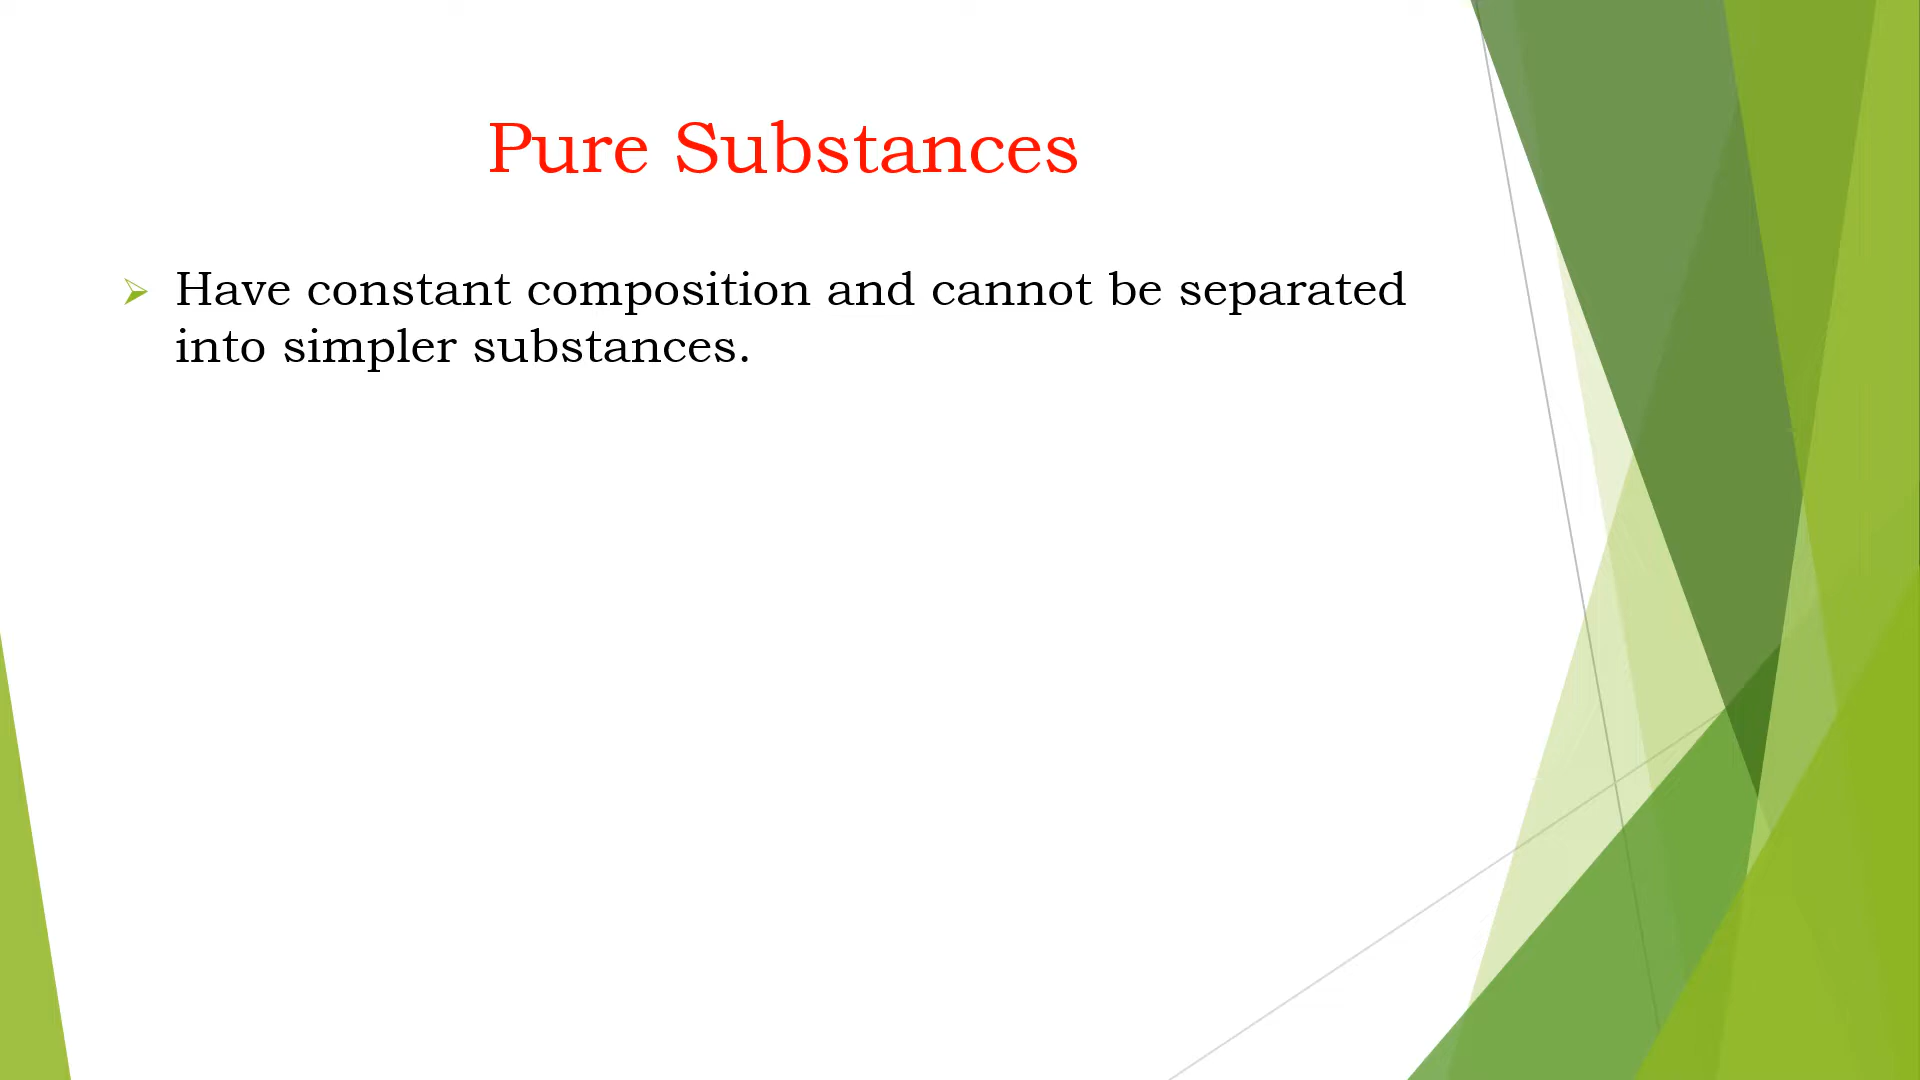 Pure Substances
Have constant composition and cannot be separated
into simpler substances.